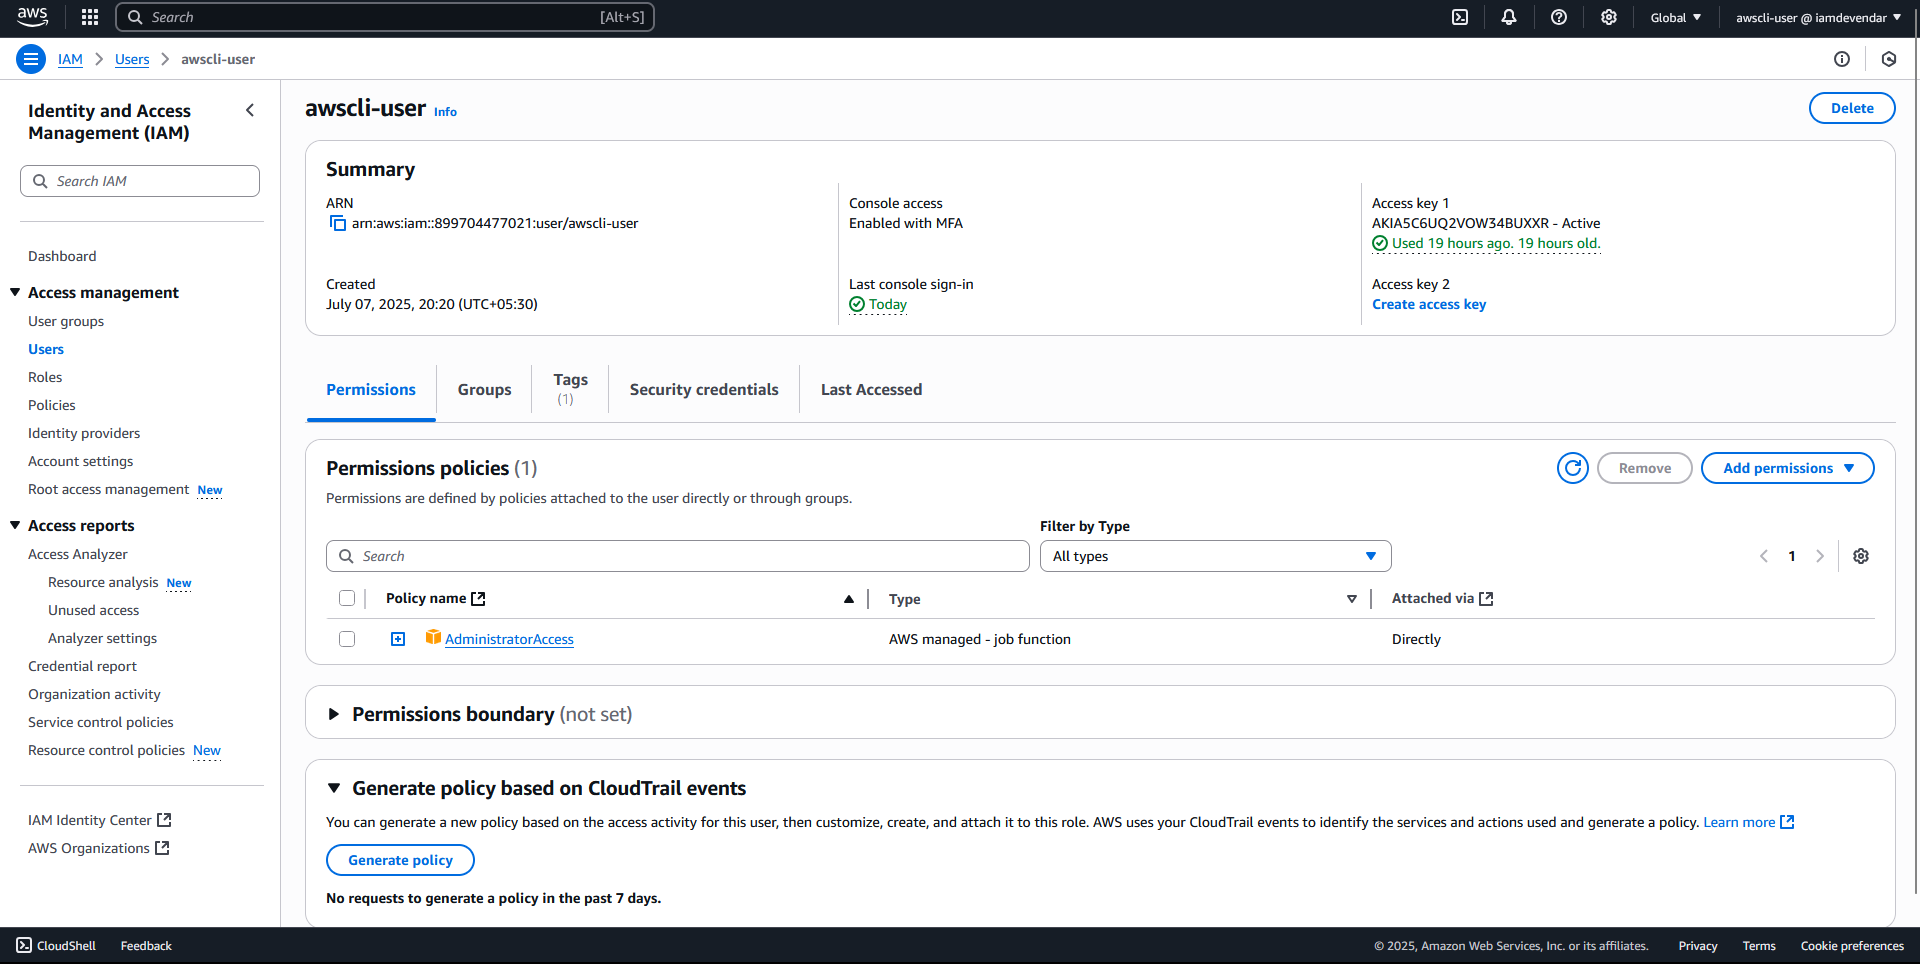 aws
Search [Alt+S]
Global
awscli-user @ iamdevendar
IAM > Users > awscli-user
Identity and Access
Management (IAM)
Search IAM
Dashboard
Access management
User groups
Users
Roles
Policies
Identity providers
Account settings
Root access management New
Access reports
Access Analyzer
Resource analysis New
Unused access
Analyzer settings
Credential report
Organization activity
Service control policies
Resource control policies New
IAM Identity Center
AWS Organizations
awscli-user Info
Delete
Summary
ARN
arn:aws:iam::899704477021:user/awscli-user
Created
July 07, 2025, 20:20 (UTC+05:30)
Console access
Enabled with MFA
Last console sign-in
Today
Access key 1
AKIA5C6UQ2VOW34BUXXR - Active
Used 19 hours ago. 19 hours old.
Access key 2
Create access key
Permissions
Groups
Tags
(1)
Security credentials
Last Accessed
Permissions policies (1)
Remove
Add permissions
Permissions are defined by policies attached to the user directly or through groups.
Filter by Type
Search
All types
1
Policy name
Type
Attached via
AdministratorAccess
AWS managed - job function
Directly
Permissions boundary (not set)
Generate policy based on CloudTrail events
You can generate a new policy based on the access activity for this user, then customize, create, and attach it to this role. AWS uses your CloudTrail events to identify the services and actions used and generate a policy. Learn more
Generate policy
No requests to generate a policy in the past 7 days.
CloudShell
Feedback
© 2025, Amazon Web Services, Inc. or its affiliates.
Privacy
Terms
Cookie preferences